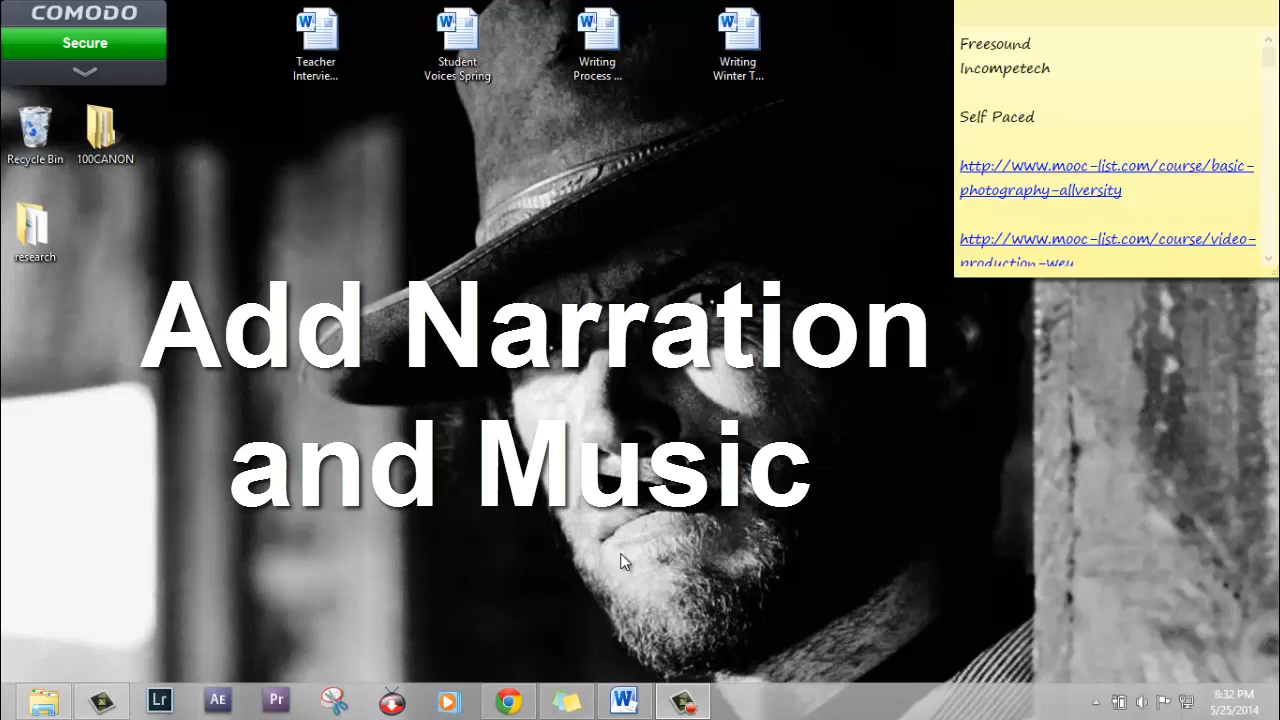 COMODO
Secure
Teacher
Intervie...
Student
Voices Spring
Writing
Process ...
Writing
Winter T...
Freesound
Incompetech
Self Paced
http://www.mooc-list.com/course/basic-
photography-allversity
http://www.mooc-list.com/course/video-
production-weu
Recycle Bin
100CANON
research
Add Narration
and Music
Lr
AE
Pr
W
8:32 PM
5/25/2014